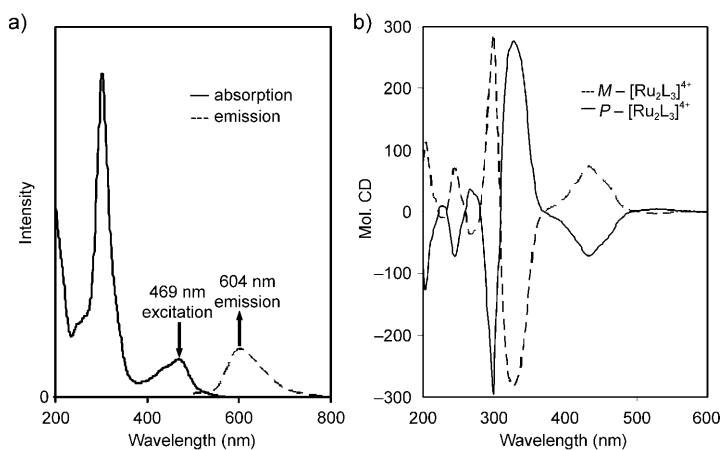 a)
Intensity
absorption
emission
469 nm
excitation
604 nm
emission
0
200
400
600
800
Wavelength (nm)
b)
Mol. CD
300
200
100
0
−100
−200
−300
M – [Ru₂L₃]⁴⁺
P – [Ru₂L₃]⁴⁺
200
300
400
500
600
Wavelength (nm)